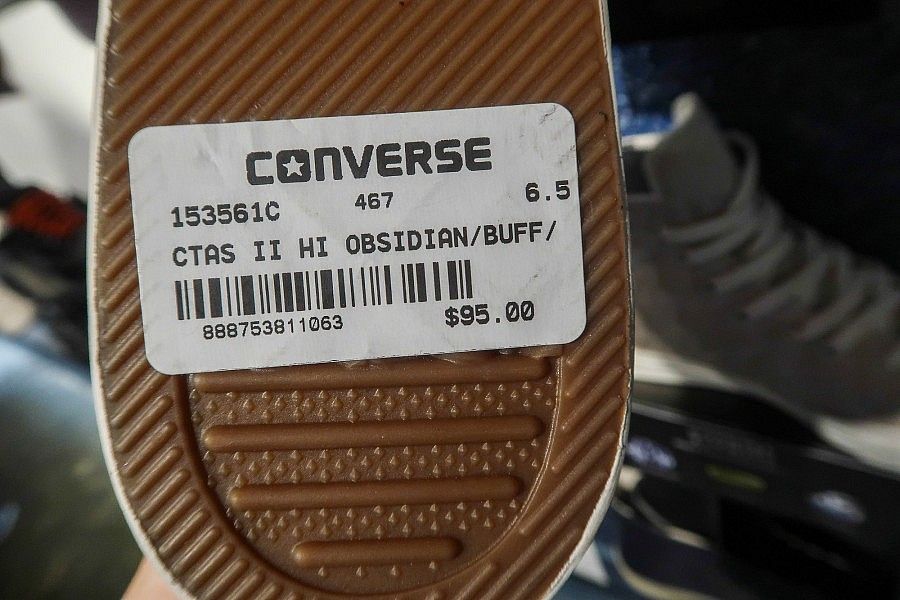 CONVERSE
153561C 467 6.5
CTAS II HI OBSIDIAN/BUFF/
888753811063 $95.00